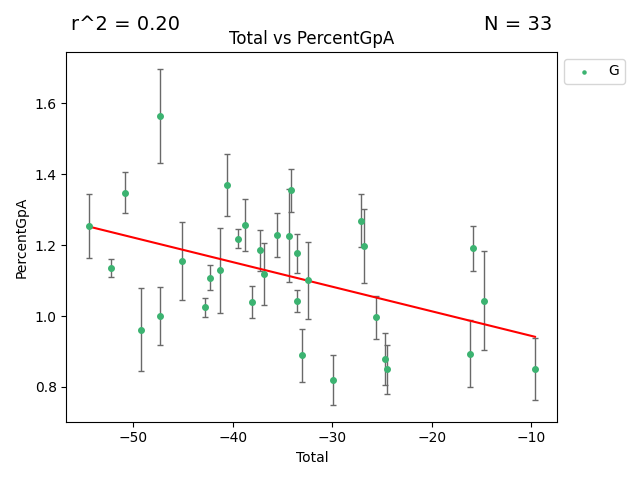 r^2 = 0.20
N = 33
Total vs PercentGpA
G
PercentGpA
1.6
1.4
1.2
1.0
0.8
−50
−40
−30
−20
−10
Total